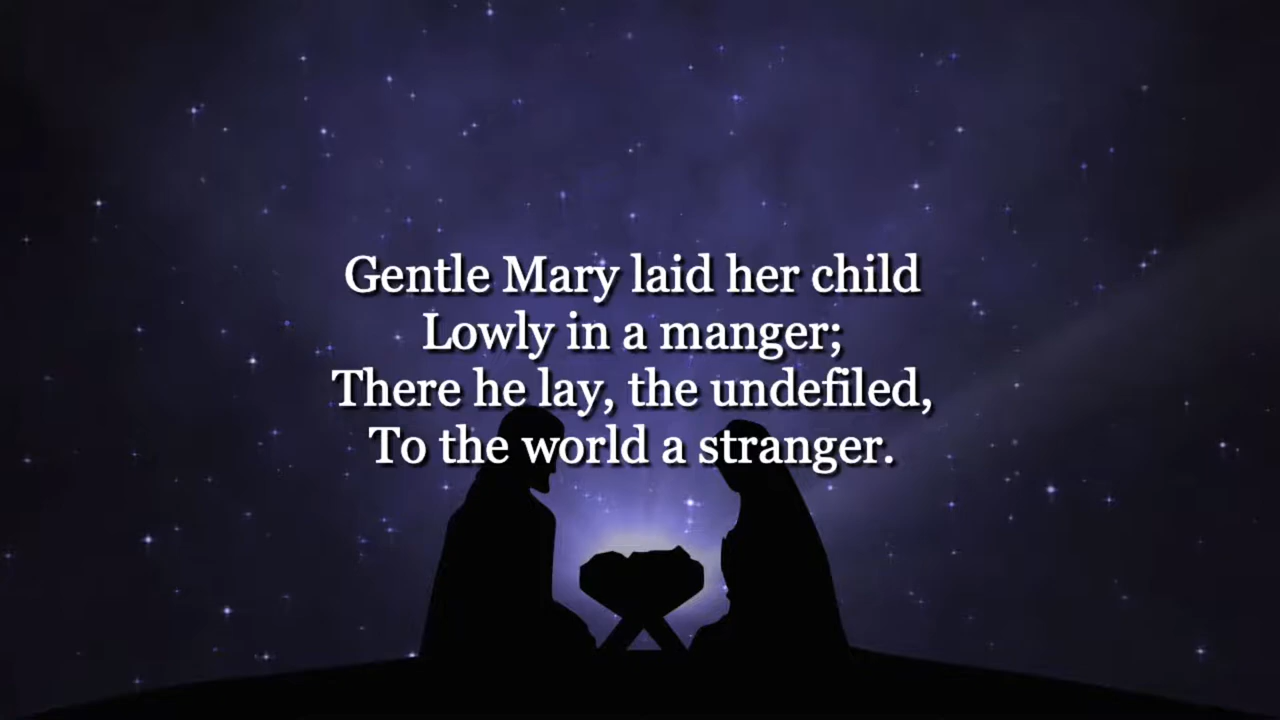 Gentle Mary laid her child
Lowly in a manger;
There he lay, the undefiled,
To the world a stranger.